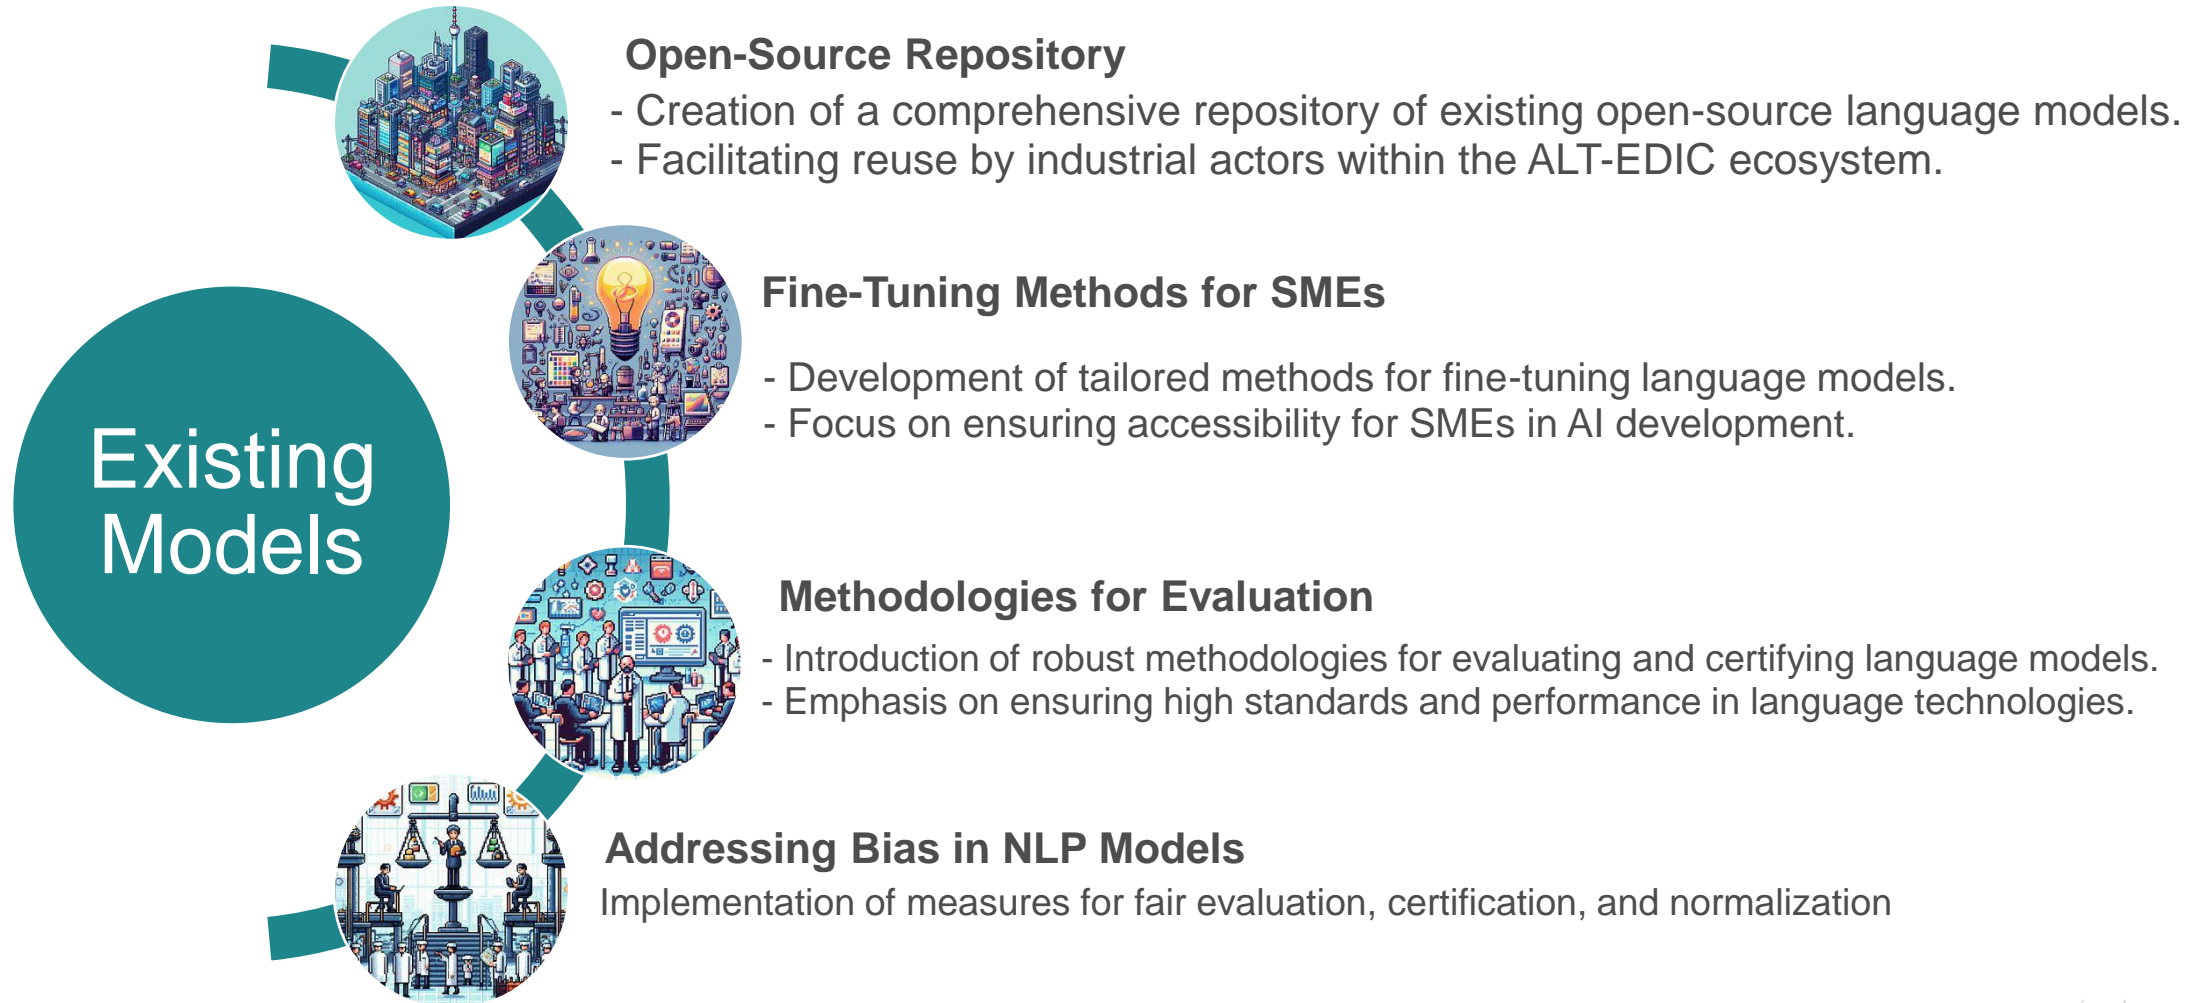 Existing
Models
Open-Source Repository
- Creation of a comprehensive repository of existing open-source language models.
- Facilitating reuse by industrial actors within the ALT-EDIC ecosystem.
Fine-Tuning Methods for SMEs
- Development of tailored methods for fine-tuning language models.
- Focus on ensuring accessibility for SMEs in AI development.
Methodologies for Evaluation
- Introduction of robust methodologies for evaluating and certifying language models.
- Emphasis on ensuring high standards and performance in language technologies.
Addressing Bias in NLP Models
Implementation of measures for fair evaluation, certification, and normalization